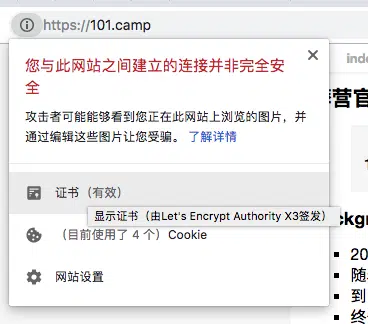 https://101.camp
inde
您与此网站之间建立的连接并非完全安
全
攻击者可能能够看到您正在此网站上浏览的图片，并
通过编辑这些图片让您受骗。 了解详情
营官
证书（有效）
显示证书（由Let's Encrypt Authority X3签发）
kgr
（目前使用了 4 个）Cookie
20
随
网站设置
到
终